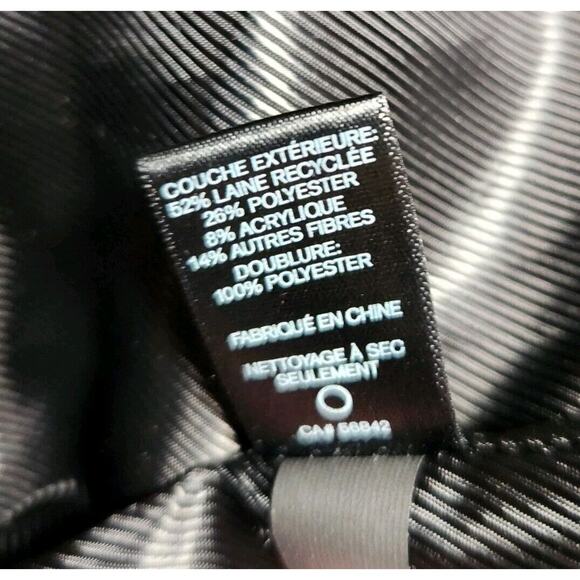 COUCHE EXTÉRIEURE:
52% LAINE RECYCLÉE
26% POLYESTER
8% ACRYLIQUE
14% AUTRES FIBRES
DOUBLURE:
100% POLYESTER
FABRIQUÉ EN CHINE
NETTOYAGE À SEC
SEULEMENT
CA# 56842